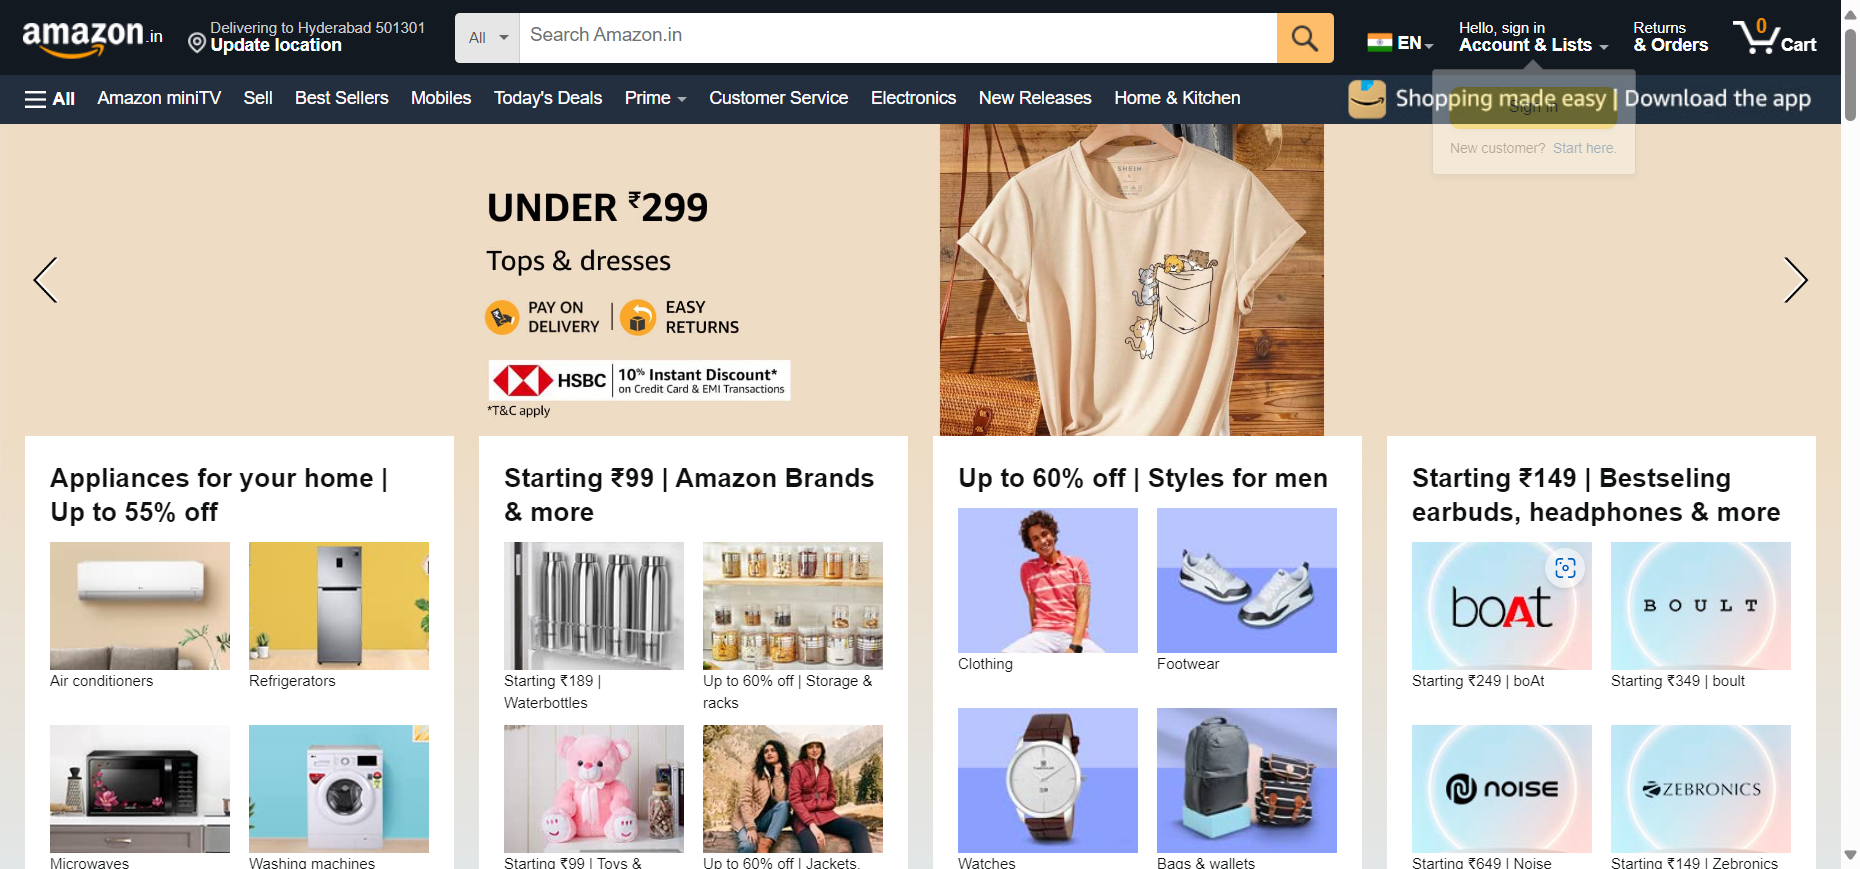 amazon.in
Delivering to Hyderabad 501301
Update location
All
Search Amazon.in
EN
Hello, sign in
Account & Lists
Returns
& Orders
0
Cart
All
Amazon miniTV
Sell
Best Sellers
Mobiles
Today's Deals
Prime
Customer Service
Electronics
New Releases
Home & Kitchen
Shopping made easy | Download the app
Sign in
New customer? Start here.
UNDER ₹299
Tops & dresses
PAY ON
DELIVERY
EASY
RETURNS
HSBC
10% Instant Discount*
on Credit Card & EMI Transactions
*T&C apply
SHEIN
Appliances for your home |
Up to 55% off
Air conditioners
Refrigerators
Microwaves
Washing machines
Starting ₹99 | Amazon Brands
& more
Starting ₹189 |
Waterbottles
Up to 60% off | Storage &
racks
Starting ₹99 | Toys &
Up to 60% off | Jackets,
Up to 60% off | Styles for men
Clothing
Footwear
Watches
Bags & wallets
Starting ₹149 | Bestseling
earbuds, headphones & more
boAt
BOULT
Starting ₹249 | boAt
Starting ₹349 | boult
noise
ZEBRONICS
Starting ₹649 | Noise
Starting ₹149 | Zebronics